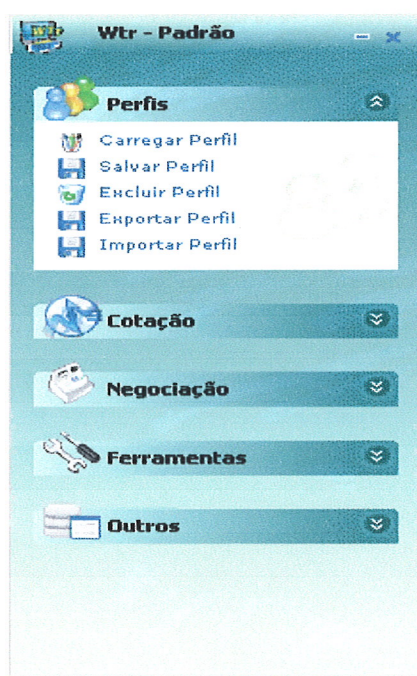 Wtr - Padrão
Perfis
Carregar Perfil
Salvar Perfil
Excluir Perfil
Exportar Perfil
Importar Perfil
Cotação
Negociação
Ferramentas
Outros